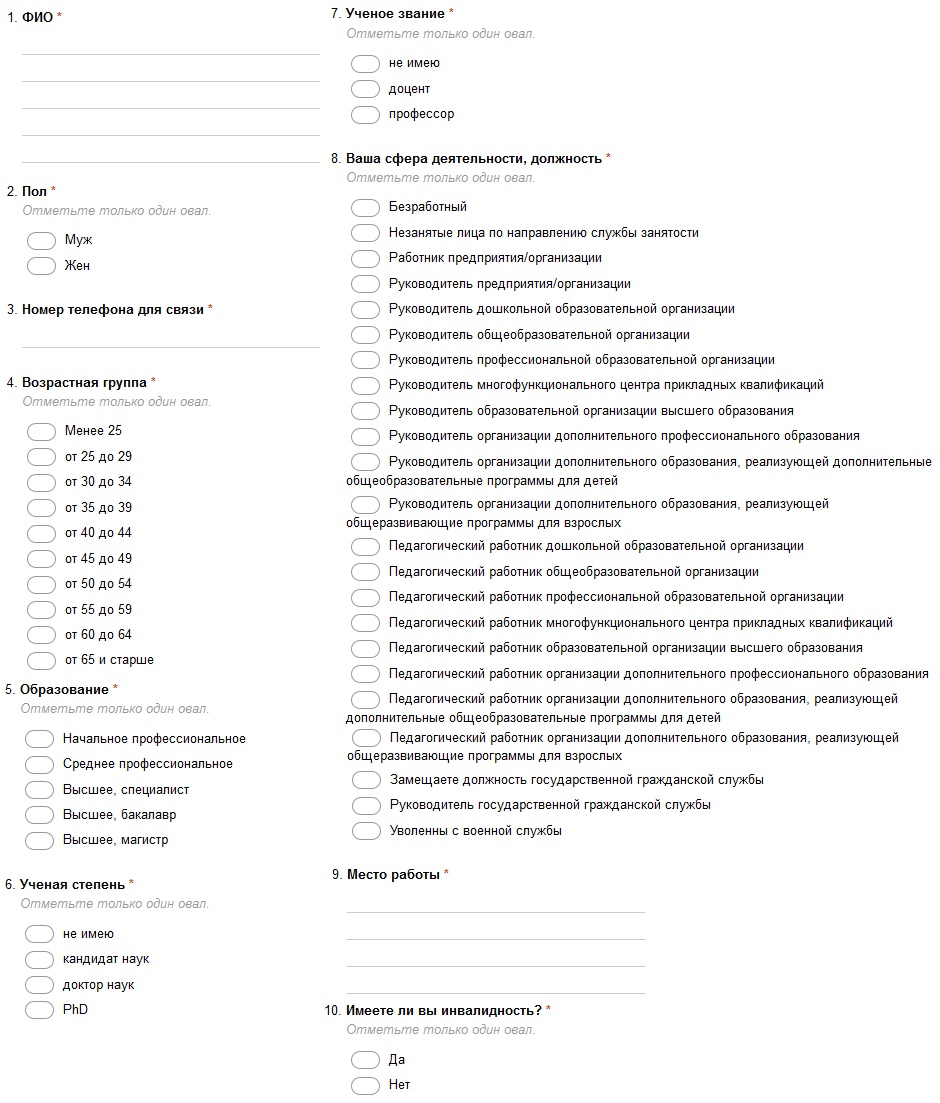 1. ФИО *
2. Пол *
Отметьте только один овал.
Муж
Жен
3. Номер телефона для связи *
4. Возрастная группа *
Отметьте только один овал.
Менее 25
от 25 до 29
от 30 до 34
от 35 до 39
от 40 до 44
от 45 до 49
от 50 до 54
от 55 до 59
от 60 до 64
от 65 и старше
5. Образование *
Отметьте только один овал.
Начальное профессиональное
Среднее профессиональное
Высшее, специалист
Высшее, бакалавр
Высшее, магистр
6. Ученая степень *
Отметьте только один овал.
не имею
кандидат наук
доктор наук
PhD
7. Ученое звание *
Отметьте только один овал.
не имею
доцент
профессор
8. Ваша сфера деятельности, должность *
Отметьте только один овал.
Безработный
Незанятые лица по направлению службы занятости
Работник предприятия/организации
Руководитель предприятия/организации
Руководитель дошкольной образовательной организации
Руководитель общеобразовательной организации
Руководитель профессиональной образовательной организации
Руководитель многофункционального центра прикладных квалификаций
Руководитель образовательной организации высшего образования
Руководитель организации дополнительного профессионального образования
Руководитель организации дополнительного образования, реализующей дополнительные
общеобразовательные программы для детей
Руководитель организации дополнительного образования, реализующей
общеразвивающие программы для взрослых
Педагогический работник дошкольной образовательной организации
Педагогический работник общеобразовательной организации
Педагогический работник профессиональной образовательной организации
Педагогический работник многофункционального центра прикладных квалификаций
Педагогический работник образовательной организации высшего образования
Педагогический работник организации дополнительного профессионального образования
Педагогический работник организации дополнительного образования, реализующей
дополнительные общеобразовательные программы для детей
Педагогический работник организации дополнительного образования, реализующей
общеразвивающие программы для взрослых
Замещаете должность государственной гражданской службы
Руководитель государственной гражданской службы
Уволенны с военной службы
9. Место работы *
10. Имеете ли вы инвалидность? *
Отметьте только один овал.
Да
Нет